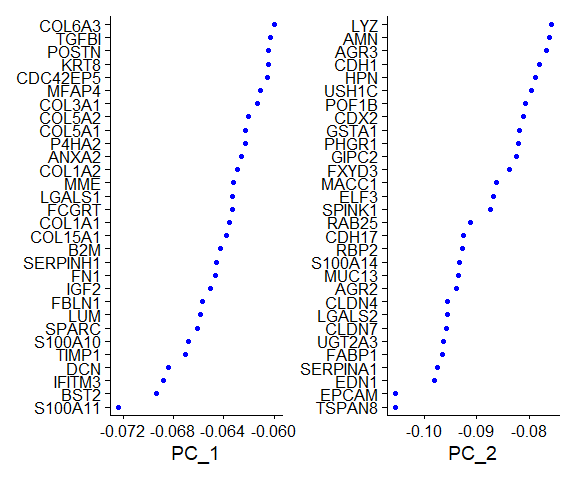 COL6A3
TGFBI
POSTN
KRT8
CDC42EP5
MFAP4
COL3A1
COL5A2
COL5A1
P4HA2
ANXA2
COL1A2
MME
LGALS1
FCGRT
COL1A1
COL15A1
B2M
SERPINH1
FN1
IGF2
FBLN1
LUM
SPARC
S100A10
TIMP1
DCN
IFITM3
BST2
S100A11
-0.072 -0.068 -0.064 -0.060
PC_1
LYZ
AMN
AGR3
CDH1
HPN
USH1C
POF1B
CDX2
GSTA1
PHGR1
GIPC2
FXYD3
MACC1
ELF3
SPINK1
RAB25
CDH17
RBP2
S100A14
MUC13
AGR2
CLDN4
LGALS2
CLDN7
UGT2A3
FABP1
SERPINA1
EDN1
EPCAM
TSPAN8
-0.10 -0.09 -0.08
PC_2